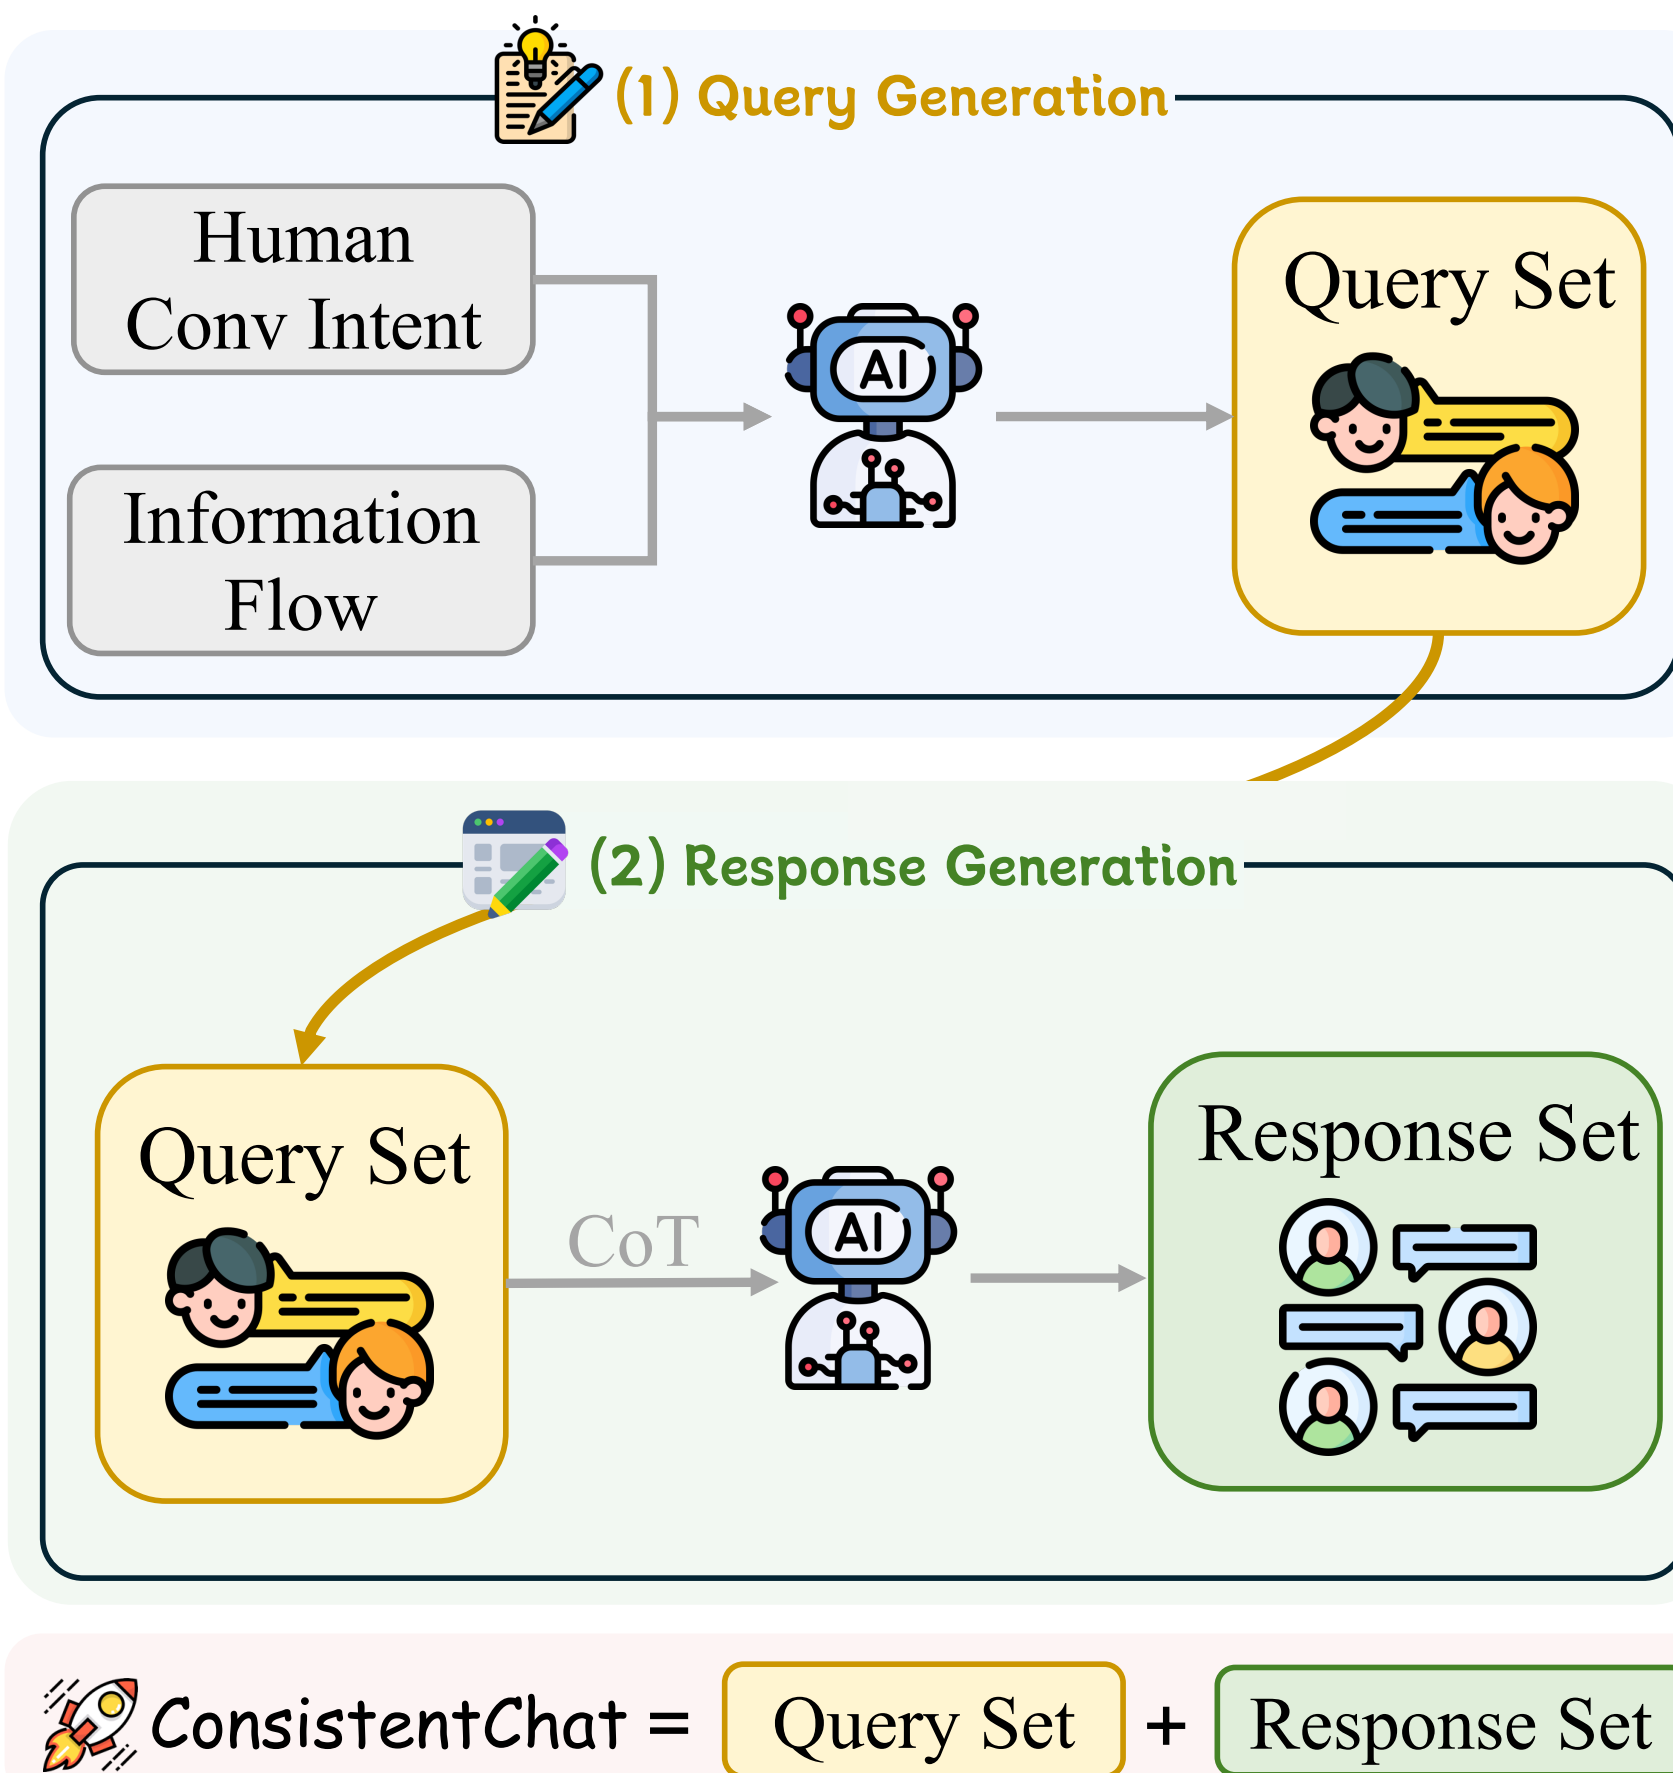 (1) Query Generation
Human
Conv Intent
Information
Flow
AI
Query Set
(2) Response Generation
Query Set
CoT
AI
Response Set
ConsistentChat = Query Set + Response Set